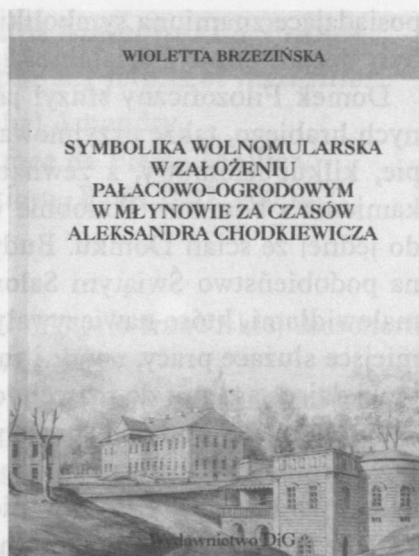 WIOLETTA BRZEZIŃSKA
SYMBOLIKA WOLNOMULARSKA
W ZAŁOŻENIU
PAŁACOWO-OGRODOWYM
W MŁYNOWIE ZA CZASÓW
ALEKSANDRA CHODKIEWICZA
Wydawnictwo DiG